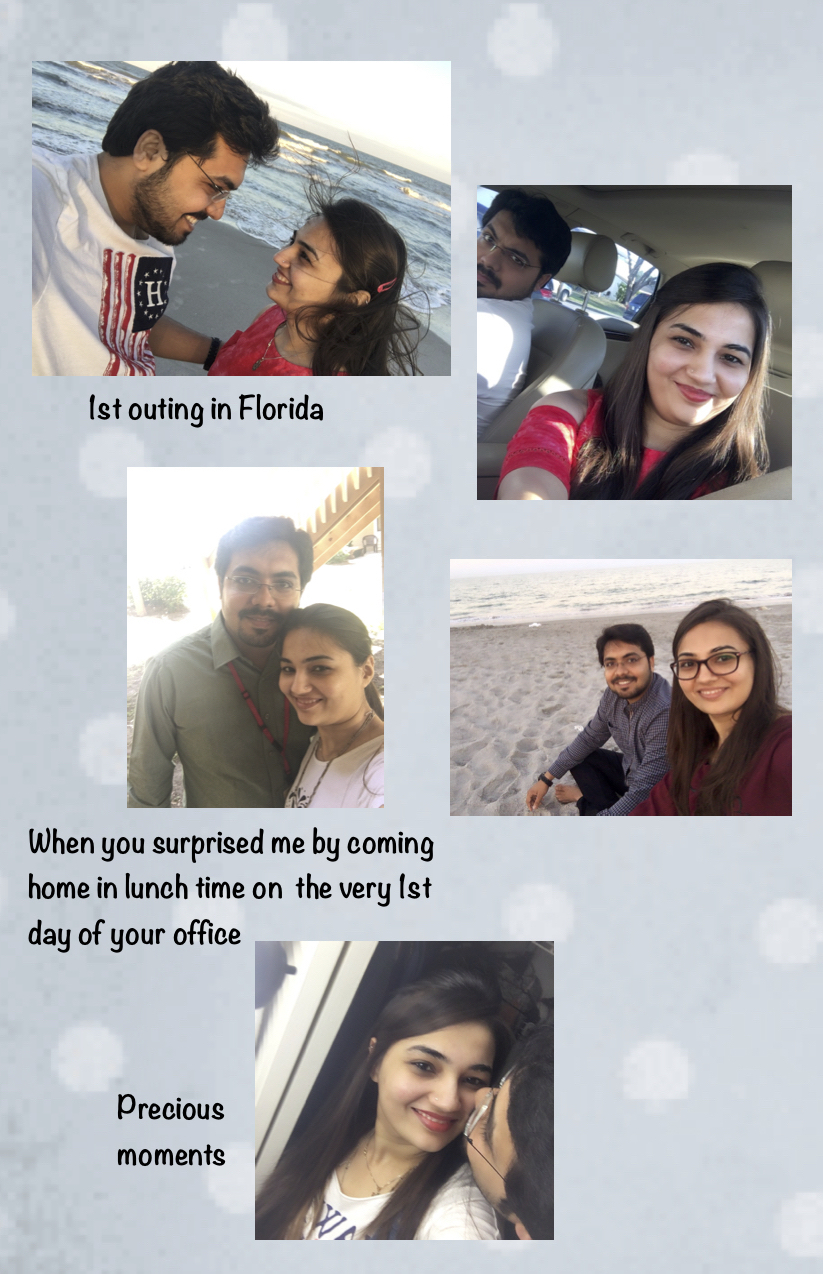 H
1st outing in Florida
When you surprised me by coming
home in lunch time on the very 1st
day of your office
Precious
moments